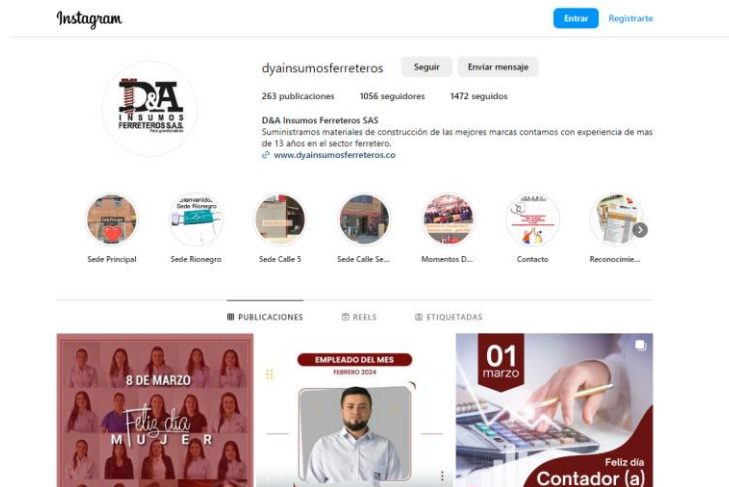 Instagram
Entrar
Registrarte
dyainsumosferreteros
Seguir
Enviar mensaje
263 publicaciones
1056 seguidores
1472 seguidos
D&A
INSUMOS
FERRETEROS S.A.S.
D&A Insumos Ferreteros SAS
Suministramos materiales de construcción de las mejores marcas contamos con experiencia de mas
de 13 años en el sector ferretero.
www.dyainsumosferreteros.co
Bienvenido,
Sede Rionegro
Sede Principal
Sede Rionegro
Sede Calle 5
Sede Calle Se...
Momentos D...
Contacto
Reconocimie...
PUBLICACIONES
REELS
ETIQUETADAS
8 DE MARZO
Feliz día
MUJER
EMPLEADO DEL MES
FEBRERO 2024
01
marzo
Feliz día
Contador (a)